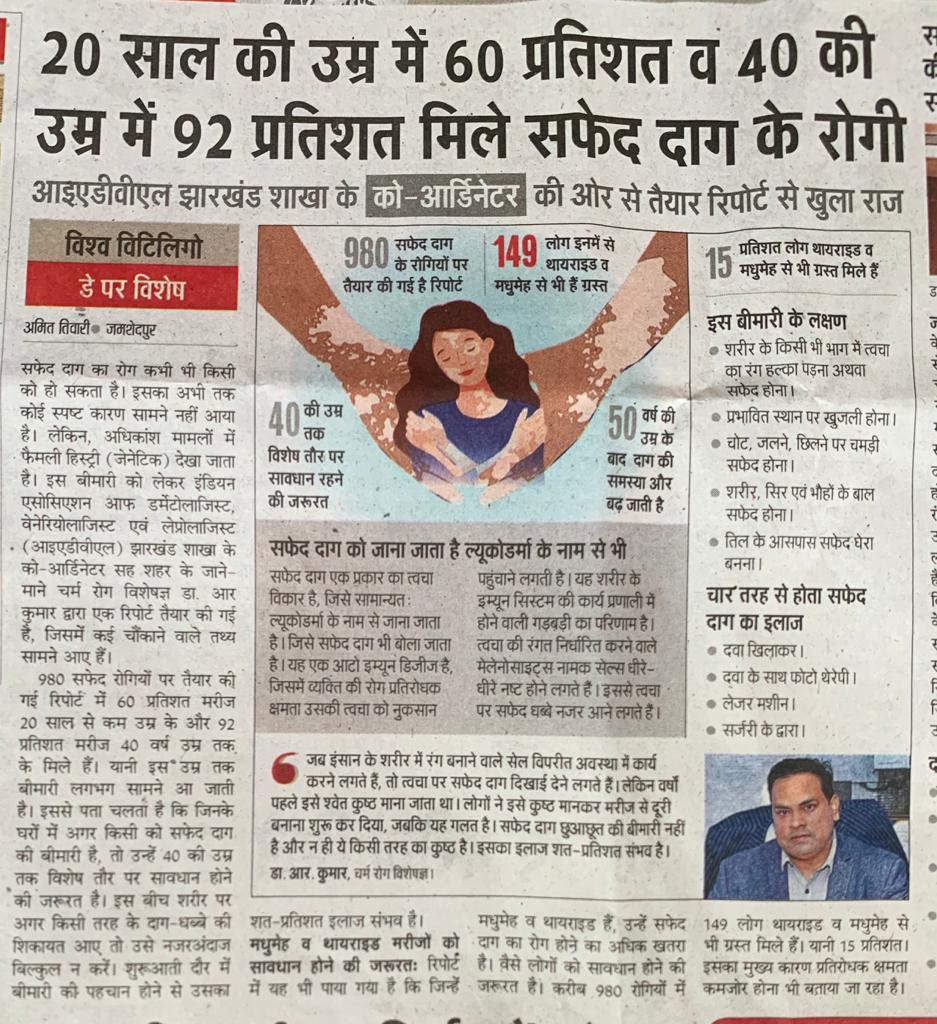 20 साल की उम्र में 60 प्रतिशत व 40 की
उम्र में 92 प्रतिशत मिले सफेद दाग के रोगी
आइएडीवीएल झारखंड शाखा के को-आर्डिनेटर की ओर से तैयार रिपोर्ट से खुला राज
विश्व विटिलिगो
डे पर विशेष
अमित तिवारी जमशेदपुर
सफेद दाग का रोग कभी भी किसी
को हो सकता है। इसका अभी तक
कोई स्पष्ट कारण सामने नहीं आया
है। लेकिन, अधिकांश मामलों में
फैमली हिस्ट्री (जेनेटिक) देखा जाता
है। इस बीमारी को लेकर इंडियन
एसोसिएशन आफ डर्मेटोलाजिस्ट,
वेनेरियोलाजिस्ट एवं लेप्रोलाजिस्ट
(आइएडीवीएल) झारखंड शाखा के
को-आर्डिनेटर सह शहर के जाने-
माने चर्म रोग विशेषज्ञ डा. आर
कुमार द्वारा एक रिपोर्ट तैयार की गई
है, जिसमें कई चौंकाने वाले तथ्य
सामने आए हैं।
980 सफेद रोगियों पर तैयार की
गई रिपोर्ट में 60 प्रतिशत मरीज
20 साल से कम उम्र के और 92
प्रतिशत मरीज 40 वर्ष उम्र तक
के मिले हैं। यानी इस उम्र तक
बीमारी लगभग सामने आ जाती
है। इससे पता चलता है कि जिनके
घरों में अगर किसी को सफेद दाग
की बीमारी है, तो उन्हें 40 की उम्र
तक विशेष तौर पर सावधान होने
की जरूरत है। इस बीच शरीर पर
अगर किसी तरह के दाग-धब्बे की
शिकायत आए तो उसे नजरअंदाज
बिल्कुल न करें। शुरूआती दौर में
बीमारी की पहचान होने से उसका
980 सफेद दाग
के रोगियों पर
तैयार की गई है रिपोर्ट
149 लोग इनमें से
थायराइड व
मधुमेह से भी हैं ग्रस्त
40 की उम्र
तक
विशेष तौर पर
सावधान रहने
की जरूरत
50 वर्ष की
उम्र के
बाद दाग की
समस्या और
बढ़ जाती है
सफेद दाग को जाना जाता है ल्यूकोडर्मा के नाम से भी
सफेद दाग एक प्रकार का त्वचा
विकार है, जिसे सामान्यतः
ल्यूकोडर्मा के नाम से जाना जाता
है। जिसे सफेद दाग भी बोला जाता
है। यह एक आटो इम्यून डिजीज है,
जिसमें व्यक्ति की रोग प्रतिरोधक
क्षमता उसकी त्वचा को नुकसान
पहुंचाने लगती है। यह शरीर के
इम्यून सिस्टम की कार्य प्रणाली में
होने वाली गड़बड़ी का परिणाम है।
त्वचा की रंगत निर्धारित करने वाले
मेलेनोसाइट्स नामक सेल्स धीरे-
धीरे नष्ट होने लगते हैं। इससे त्वचा
पर सफेद धब्बे नजर आने लगते हैं।
जब इंसान के शरीर में रंग बनाने वाले सेल विपरीत अवस्था में कार्य
करने लगते हैं, तो त्वचा पर सफेद दाग दिखाई देने लगते हैं। लेकिन वर्षों
पहले इसे श्वेत कुष्ठ माना जाता था। लोगों ने इसे कुष्ठ मानकर मरीज से दूरी
बनाना शुरू कर दिया, जबकि यह गलत है। सफेद दाग छुआछूत की बीमारी नहीं
है और न ही ये किसी तरह का कुष्ठ है। इसका इलाज शत-प्रतिशत संभव है।
डा. आर. कुमार, चर्म रोग विशेषज्ञ।
15 प्रतिशत लोग थायराइड व
मधुमेह से भी ग्रस्त मिले हैं
इस बीमारी के लक्षण
शरीर के किसी भी भाग में त्वचा
का रंग हल्का पड़ना अथवा
सफेद होना।
प्रभावित स्थान पर खुजली होना।
चोट, जलने, छिलने पर चमड़ी
सफेद होना।
शरीर, सिर एवं भौहों के बाल
सफेद होना।
तिल के आसपास सफेद घेरा
बनना।
चार तरह से होता सफेद
दाग का इलाज
दवा खिलाकर।
दवा के साथ फोटो थेरेपी।
लेजर मशीन।
सर्जरी के द्वारा।
शत-प्रतिशत इलाज संभव है।
मधुमेह व थायराइड मरीजों को
सावधान होने की जरूरतः रिपोर्ट
में यह भी पाया गया है कि जिन्हें
मधुमेह व थायराइड हैं, उन्हें सफेद
दाग का रोग होने का अधिक खतरा
है। वैसे लोगों को सावधान होने की
जरूरत है। करीब 980 रोगियों में
149 लोग थायराइड व मधुमेह से
भी ग्रस्त मिले हैं। यानी 15 प्रतिशत।
इसका मुख्य कारण प्रतिरोधक क्षमता
कमजोर होना भी बताया जा रहा है।